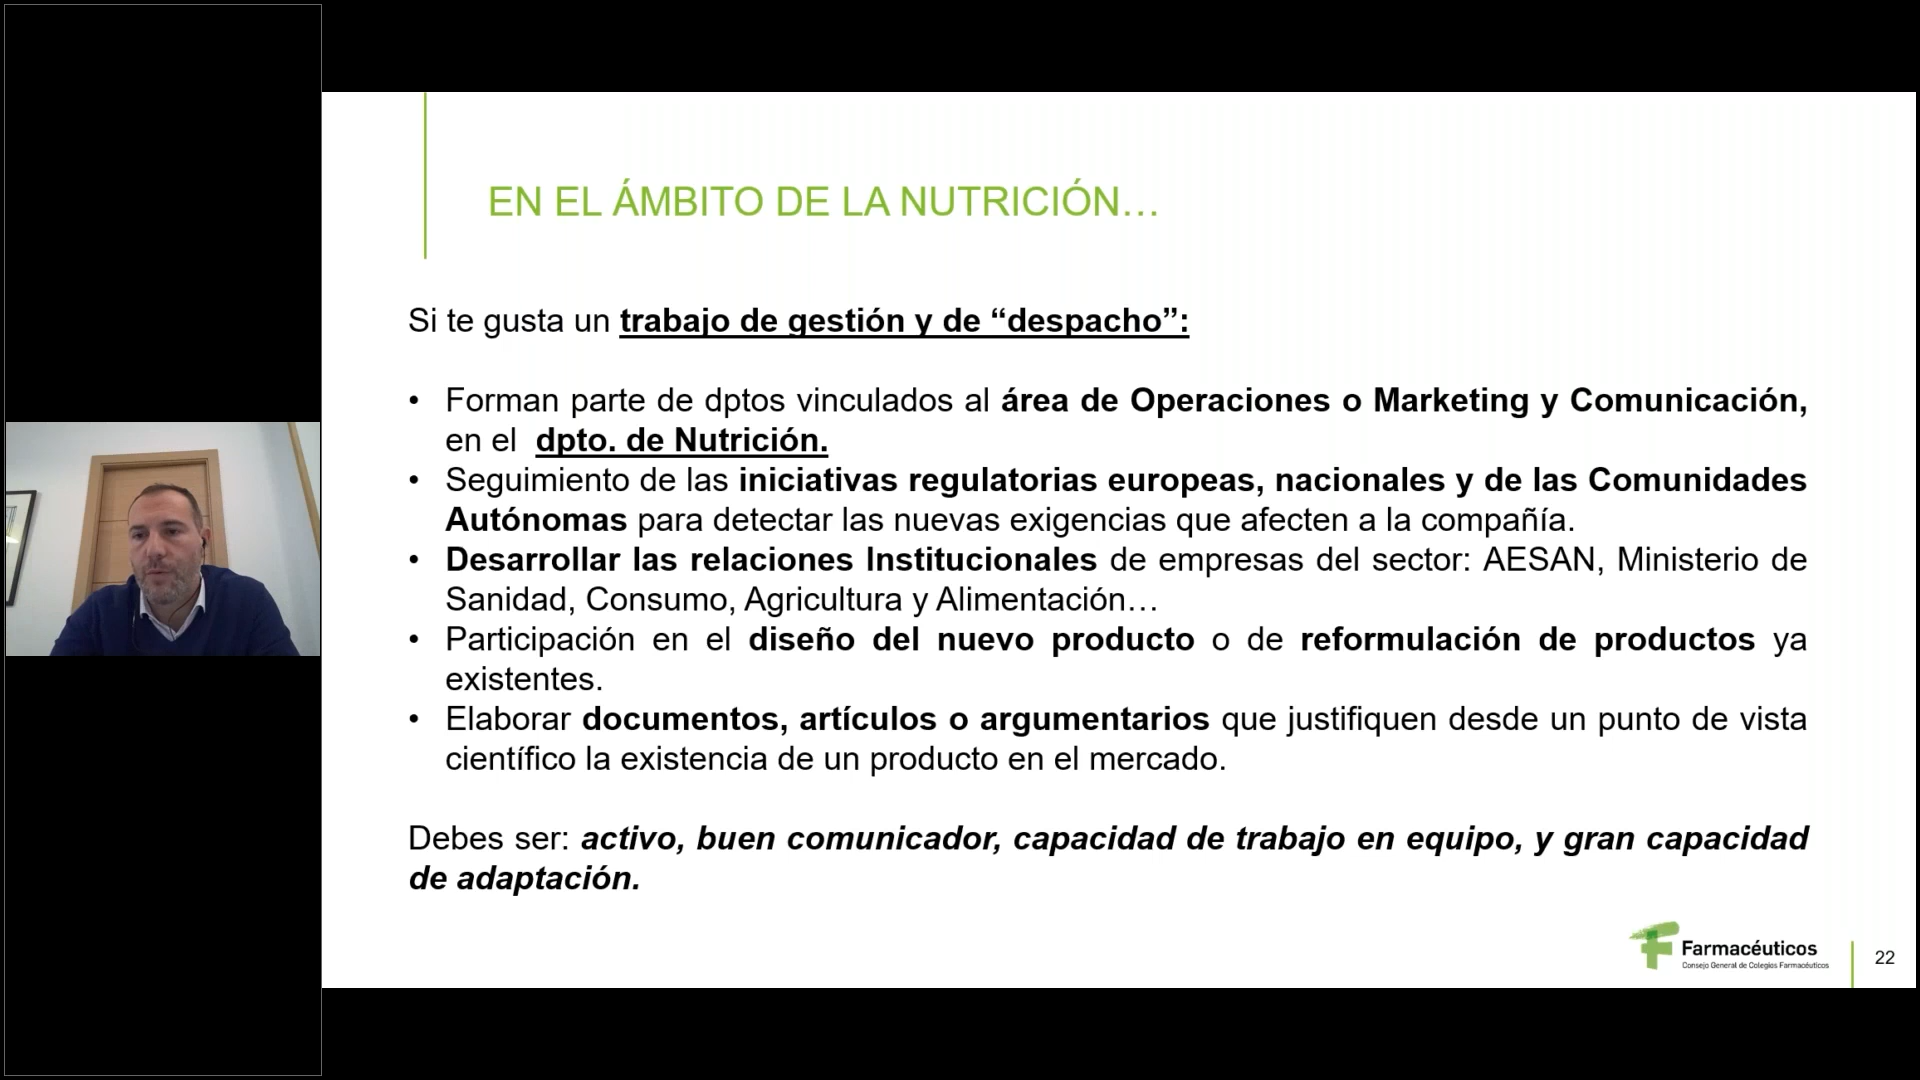 EN EL ÁMBITO DE LA NUTRICIÓN…
Si te gusta un trabajo de gestión y de “despacho”:
• Forman parte de dptos vinculados al área de Operaciones o Marketing y Comunicación,
en el dpto. de Nutrición.
• Seguimiento de las iniciativas regulatorias europeas, nacionales y de las Comunidades
Autónomas para detectar las nuevas exigencias que afecten a la compañía.
• Desarrollar las relaciones Institucionales de empresas del sector: AESAN, Ministerio de
Sanidad, Consumo, Agricultura y Alimentación…
• Participación en el diseño del nuevo producto o de reformulación de productos ya
existentes.
• Elaborar documentos, artículos o argumentarios que justifiquen desde un punto de vista
científico la existencia de un producto en el mercado.
Debes ser: activo, buen comunicador, capacidad de trabajo en equipo, y gran capacidad
de adaptación.
Farmacéuticos
Consejo General de Colegios Farmacéuticos
22